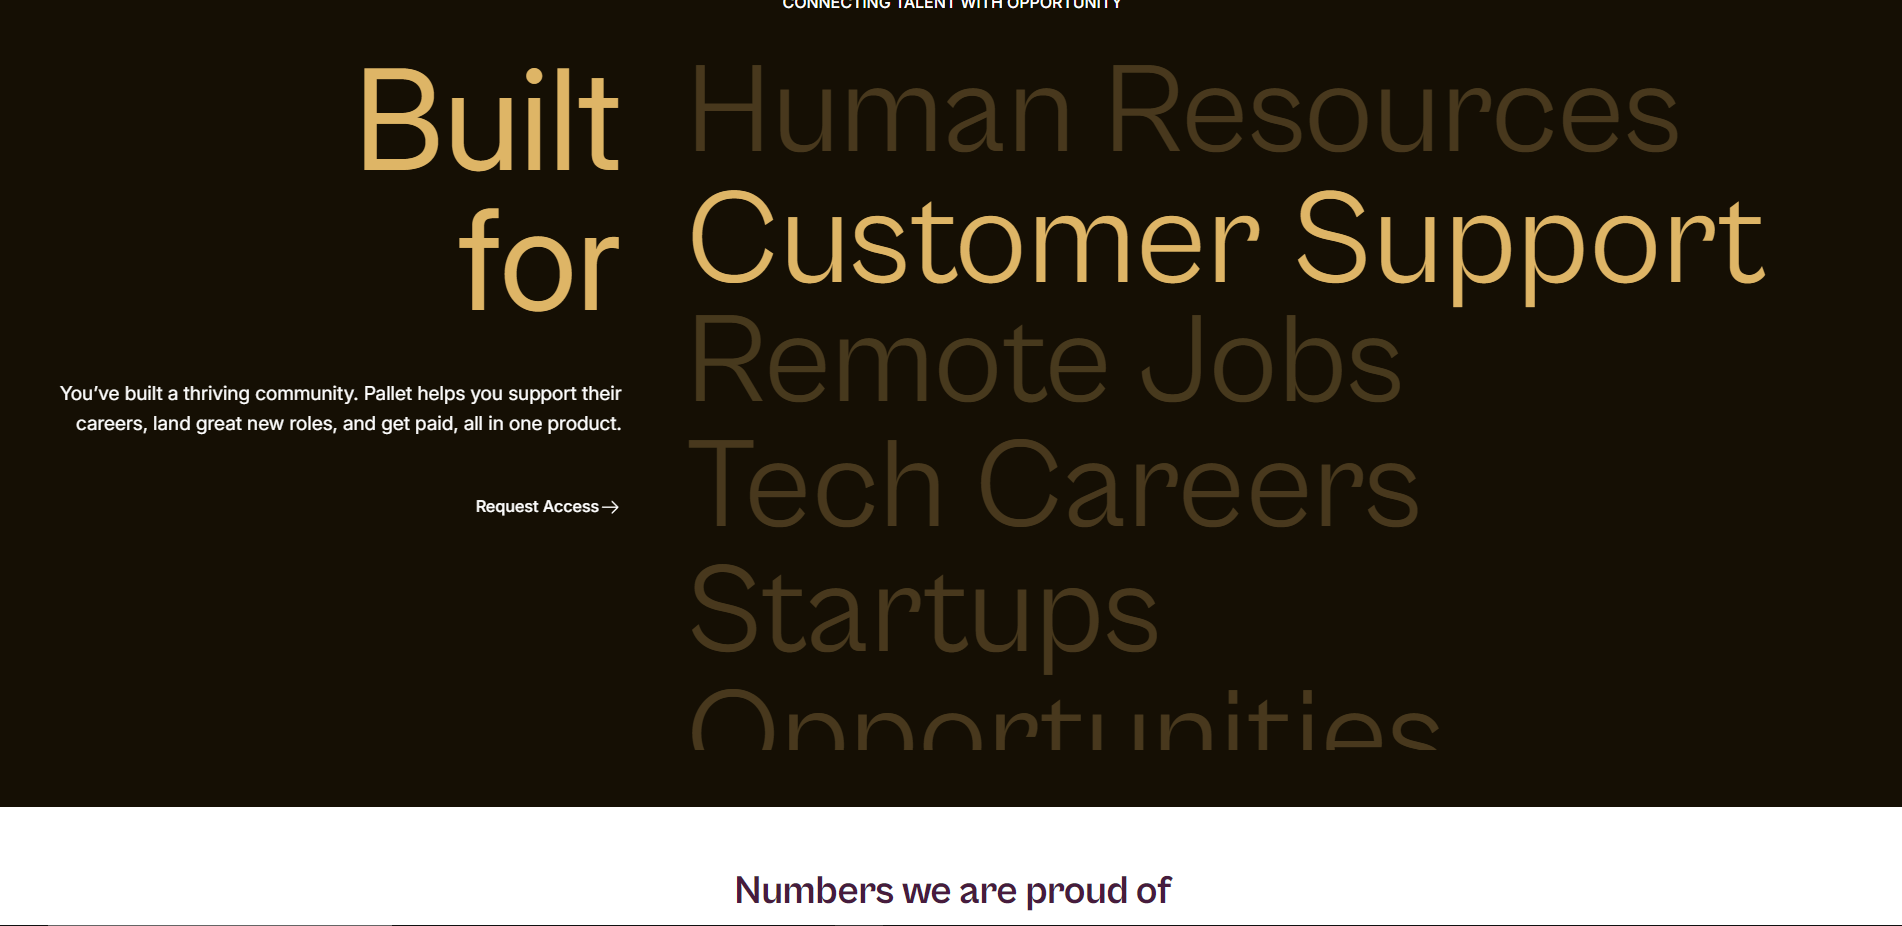 CONNECTING TALENT WITH OPPORTUNITY
Built
for
You’ve built a thriving community. Pallet helps you support their
careers, land great new roles, and get paid, all in one product.
Request Access
Human Resources
Customer Support
Remote Jobs
Tech Careers
Startups
Opportunities
Numbers we are proud of